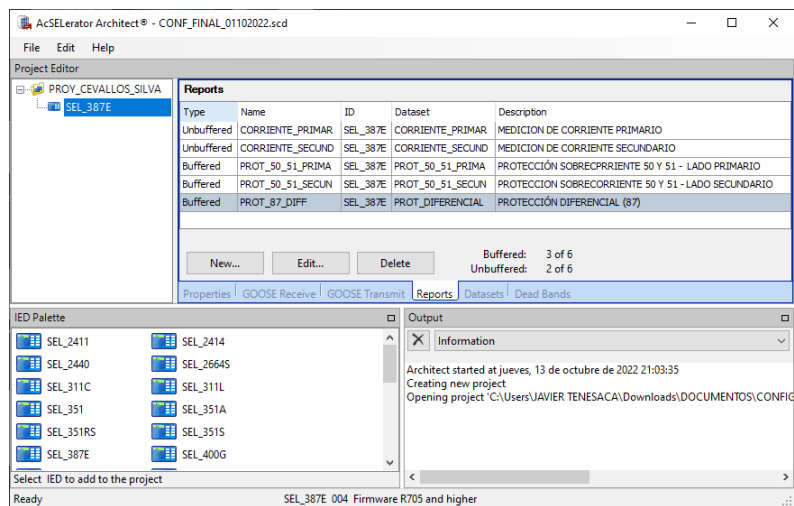 AcSELerator Architect® - CONF_FINAL_01102022.scd
File Edit Help
Project Editor
PROY_CEVALLOS_SILVA
SEL_387E
Reports
Type Name ID Dataset Description
Unbuffered CORRIENTE_PRIMAR SEL_387E CORRIENTE_PRIMAR MEDICION DE CORRIENTE PRIMARIO
Unbuffered CORRIENTE_SECUND SEL_387E CORRIENTE_SECUND MEDICION DE CORRIENTE SECUNDARIO
Buffered PROT_50_51_PRIMA SEL_387E PROT_50_51_PRIMA PROTECCIÓN SOBRECPRRIENTE 50 Y 51 - LADO PRIMARIO
Buffered PROT_50_51_SECUN SEL_387E PROT_50_51_SECUN PROTECCIÓN SOBRECORRIENTE 50 Y 51 - LADO SECUNDARIO
Buffered PROT_87_DIFF SEL_387E PROT_DIFERENCIAL PROTECCIÓN DIFERENCIAL (87)
New... Edit... Delete
Buffered: 3 of 6
Unbuffered: 2 of 6
Properties GOOSE Receive GOOSE Transmit Reports Datasets Dead Bands
IED Palette
SEL_2411 SEL_2414
SEL_2440 SEL_2664S
SEL_311C SEL_311L
SEL_351 SEL_351A
SEL_351RS SEL_351S
SEL_387E SEL_400G
Select IED to add to the project
Output
Information
Architect started at jueves, 13 de octubre de 2022 21:03:35
Creating new project
Opening project 'C:\Users\JAVIER TENESACA\Downloads\DOCUMENTOS\CONFIG
Ready SEL_387E 004 Firmware R705 and higher